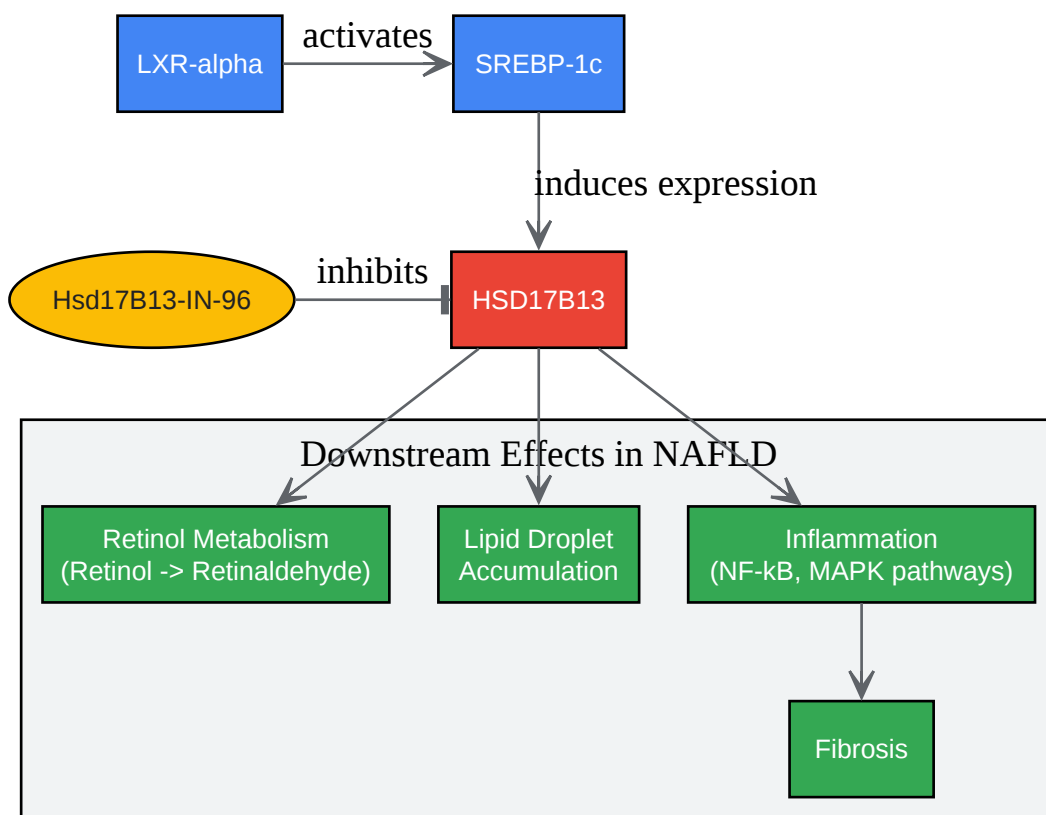 activates
LXR-alpha
SREBP-1c
induces expression
inhibits
Hsd17B13-IN-96
HSD17B13
Downstream Effects in NAFLD
Retinol Metabolism
(Retinol -> Retinaldehyde)
Lipid Droplet
Accumulation
Inflammation
(NF-kB, MAPK pathways)
Fibrosis